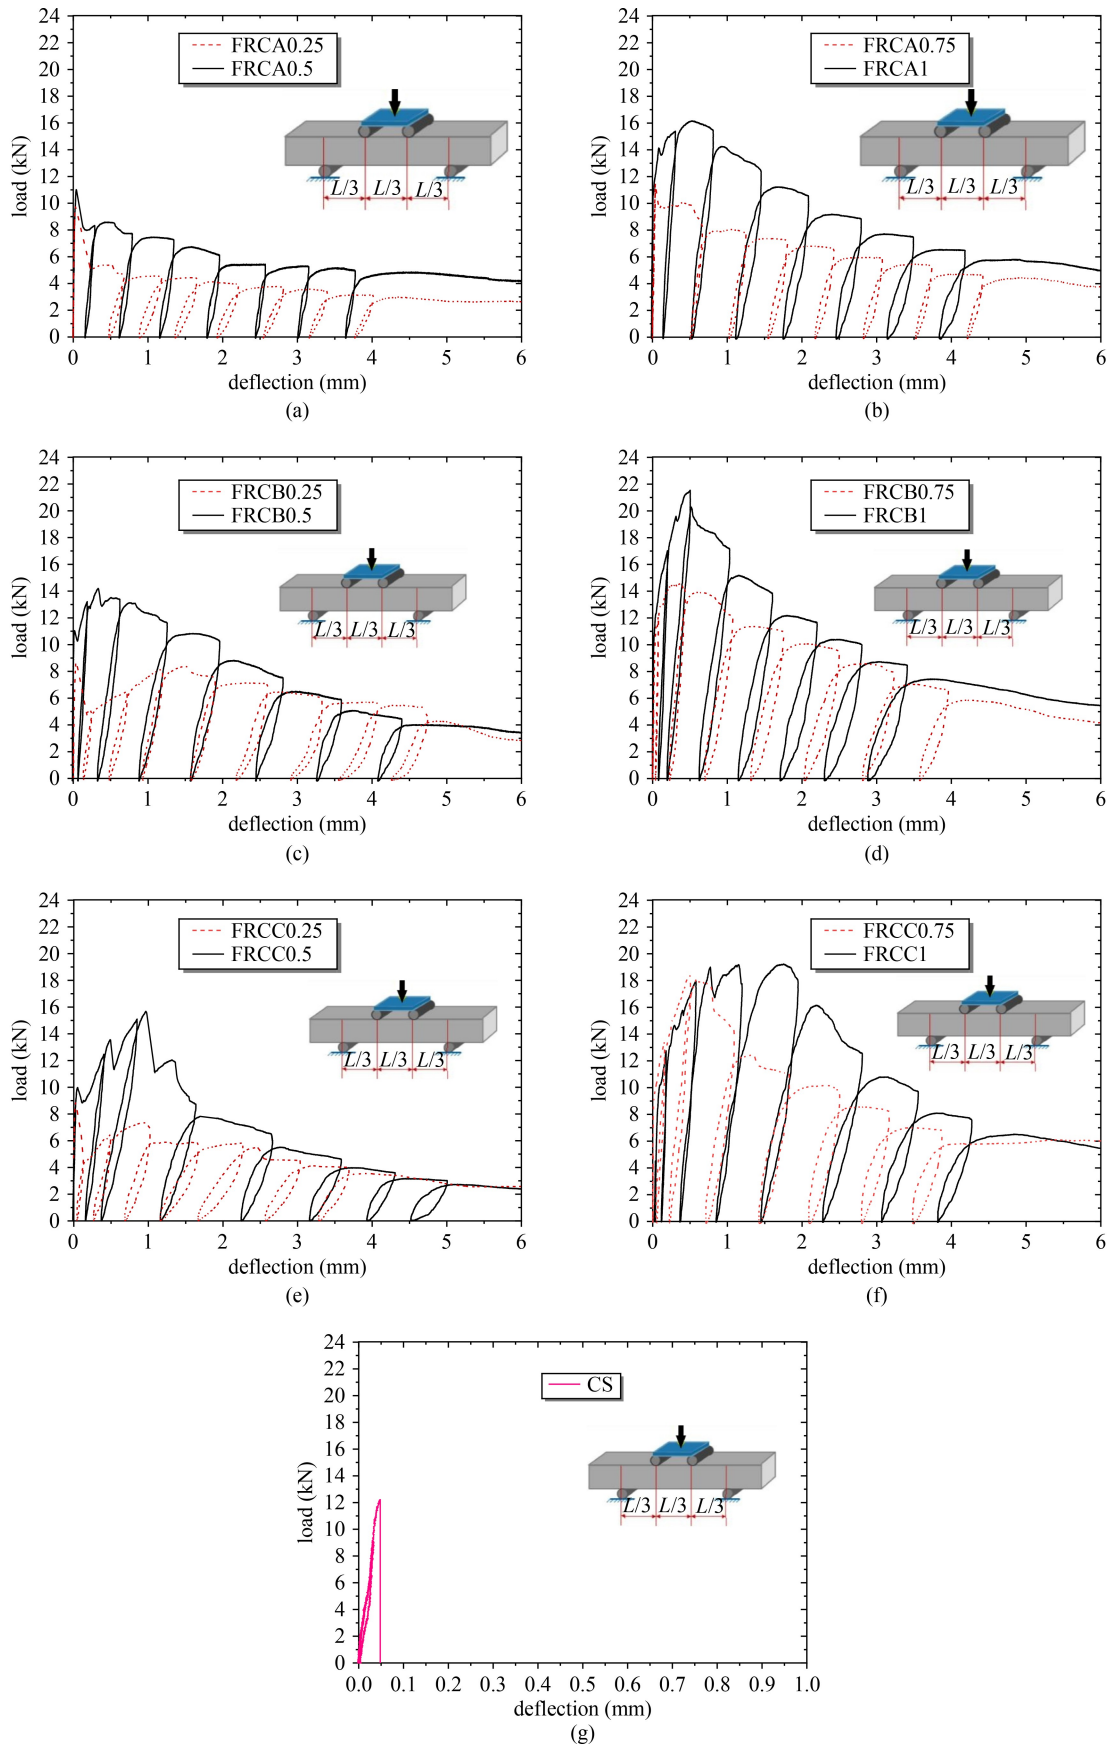 24
22
20
18
16
14
12
10
8
6
4
2
0
load (kN)
FRCA0.25
FRCA0.5
L/3 L/3 L/3
0 1 2 3 4 5 6
deflection (mm)
(a)
24
22
20
18
16
14
12
10
8
6
4
2
0
load (kN)
FRCA0.75
FRCA1
L/3 L/3 L/3
0 1 2 3 4 5 6
deflection (mm)
(b)
24
22
20
18
16
14
12
10
8
6
4
2
0
load (kN)
FRCB0.25
FRCB0.5
L/3 L/3 L/3
0 1 2 3 4 5 6
deflection (mm)
(c)
24
22
20
18
16
14
12
10
8
6
4
2
0
load (kN)
FRCB0.75
FRCB1
L/3 L/3 L/3
0 1 2 3 4 5 6
deflection (mm)
(d)
24
22
20
18
16
14
12
10
8
6
4
2
0
load (kN)
FRCC0.25
FRCC0.5
L/3 L/3 L/3
0 1 2 3 4 5 6
deflection (mm)
(e)
24
22
20
18
16
14
12
10
8
6
4
2
0
load (kN)
FRCC0.75
FRCC1
L/3 L/3 L/3
0 1 2 3 4 5 6
deflection (mm)
(f)
24
22
20
18
16
14
12
10
8
6
4
2
0
load (kN)
CS
L/3 L/3 L/3
0.0 0.1 0.2 0.3 0.4 0.5 0.6 0.7 0.8 0.9 1.0
deflection (mm)
(g)